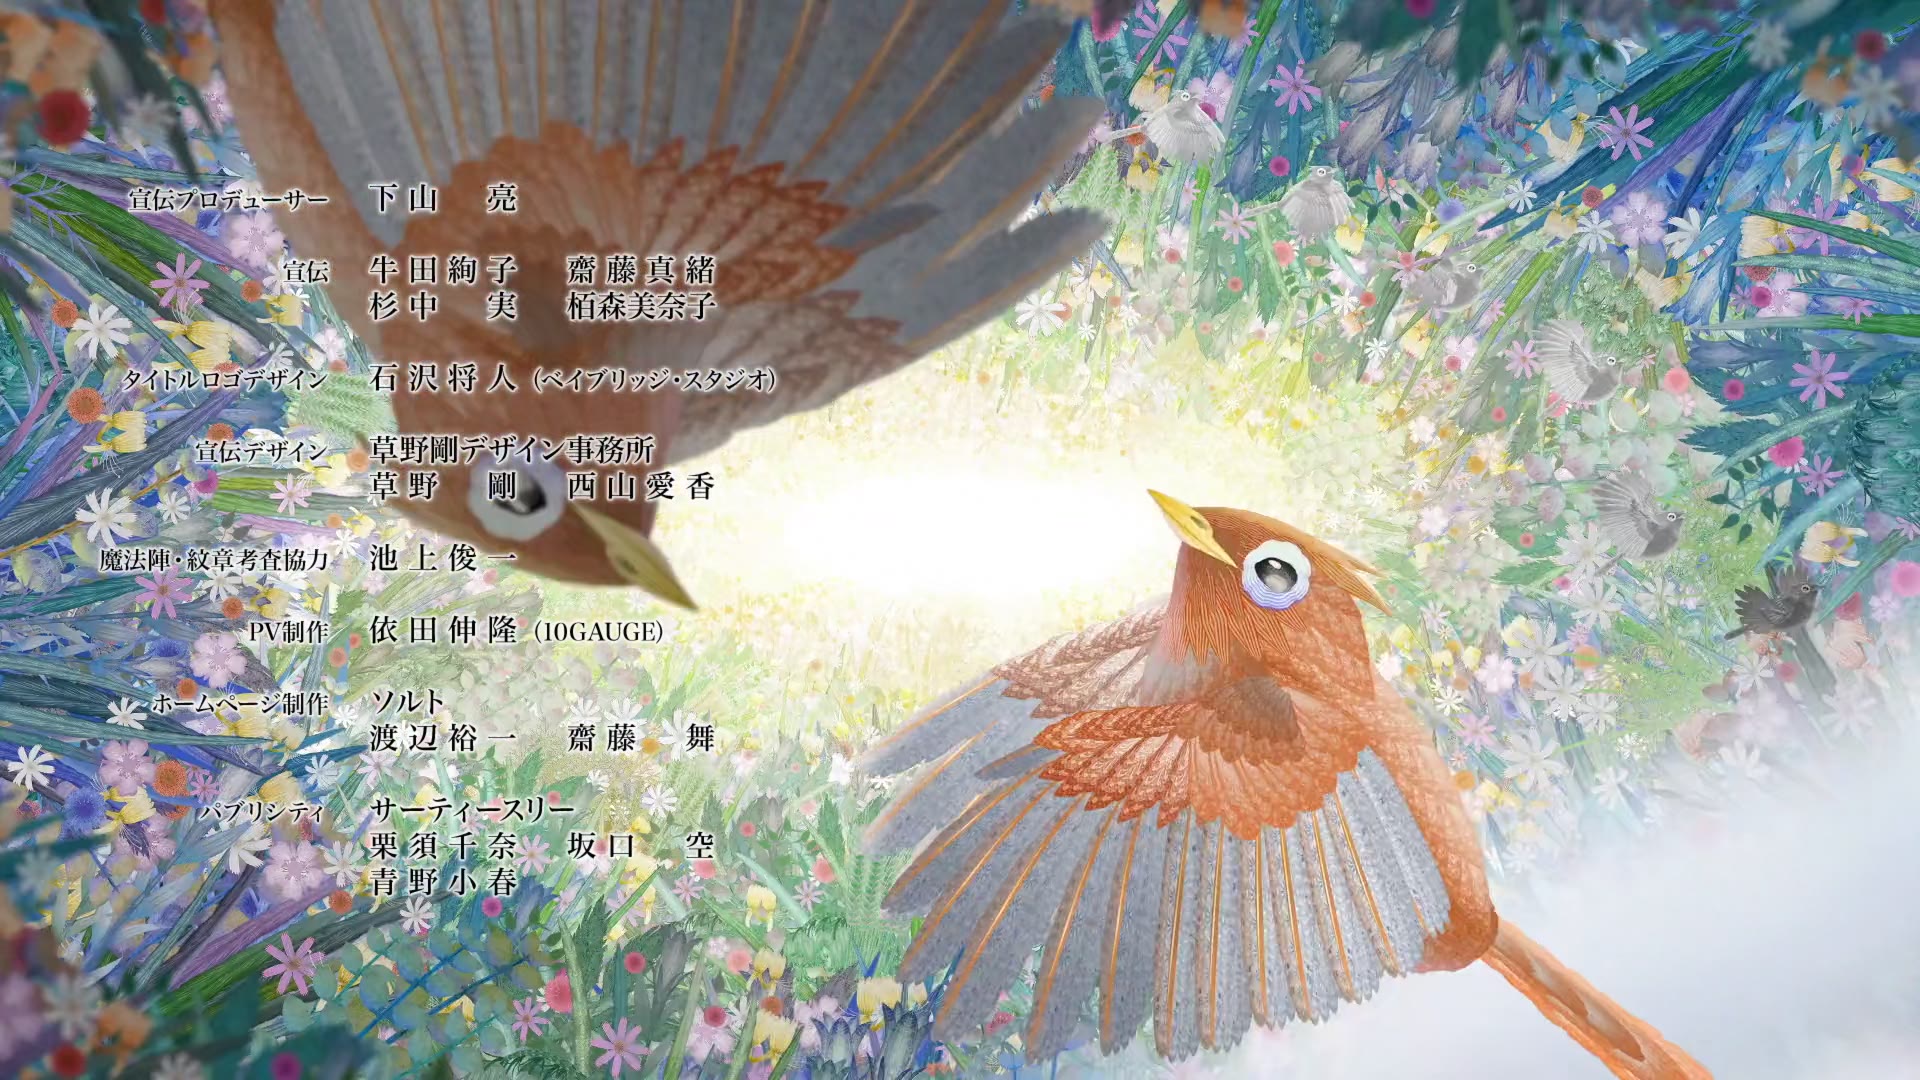 宣伝プロデューサー 下山 亮
宣伝 牛田絢子 齋藤真緒
杉中 実 栢森美奈子
タイトルロゴデザイン 石沢将人（ベイブリッジ・スタジオ）
宣伝デザイン 草野剛デザイン事務所
草野 剛 西山愛香
魔法陣・紋章考査協力 池上俊一
PV制作 依田伸隆（10GAUGE）
ホームページ制作 ソルト
渡辺裕一 齋藤 舞
パブリシティ サーティースリー
栗須千奈 坂口 空
青野小春